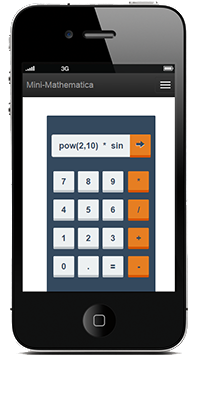 3G
Mini-Mathematica
pow(2,10) * sin
7 8 9 *
4 5 6 /
1 2 3 +
0 . = -